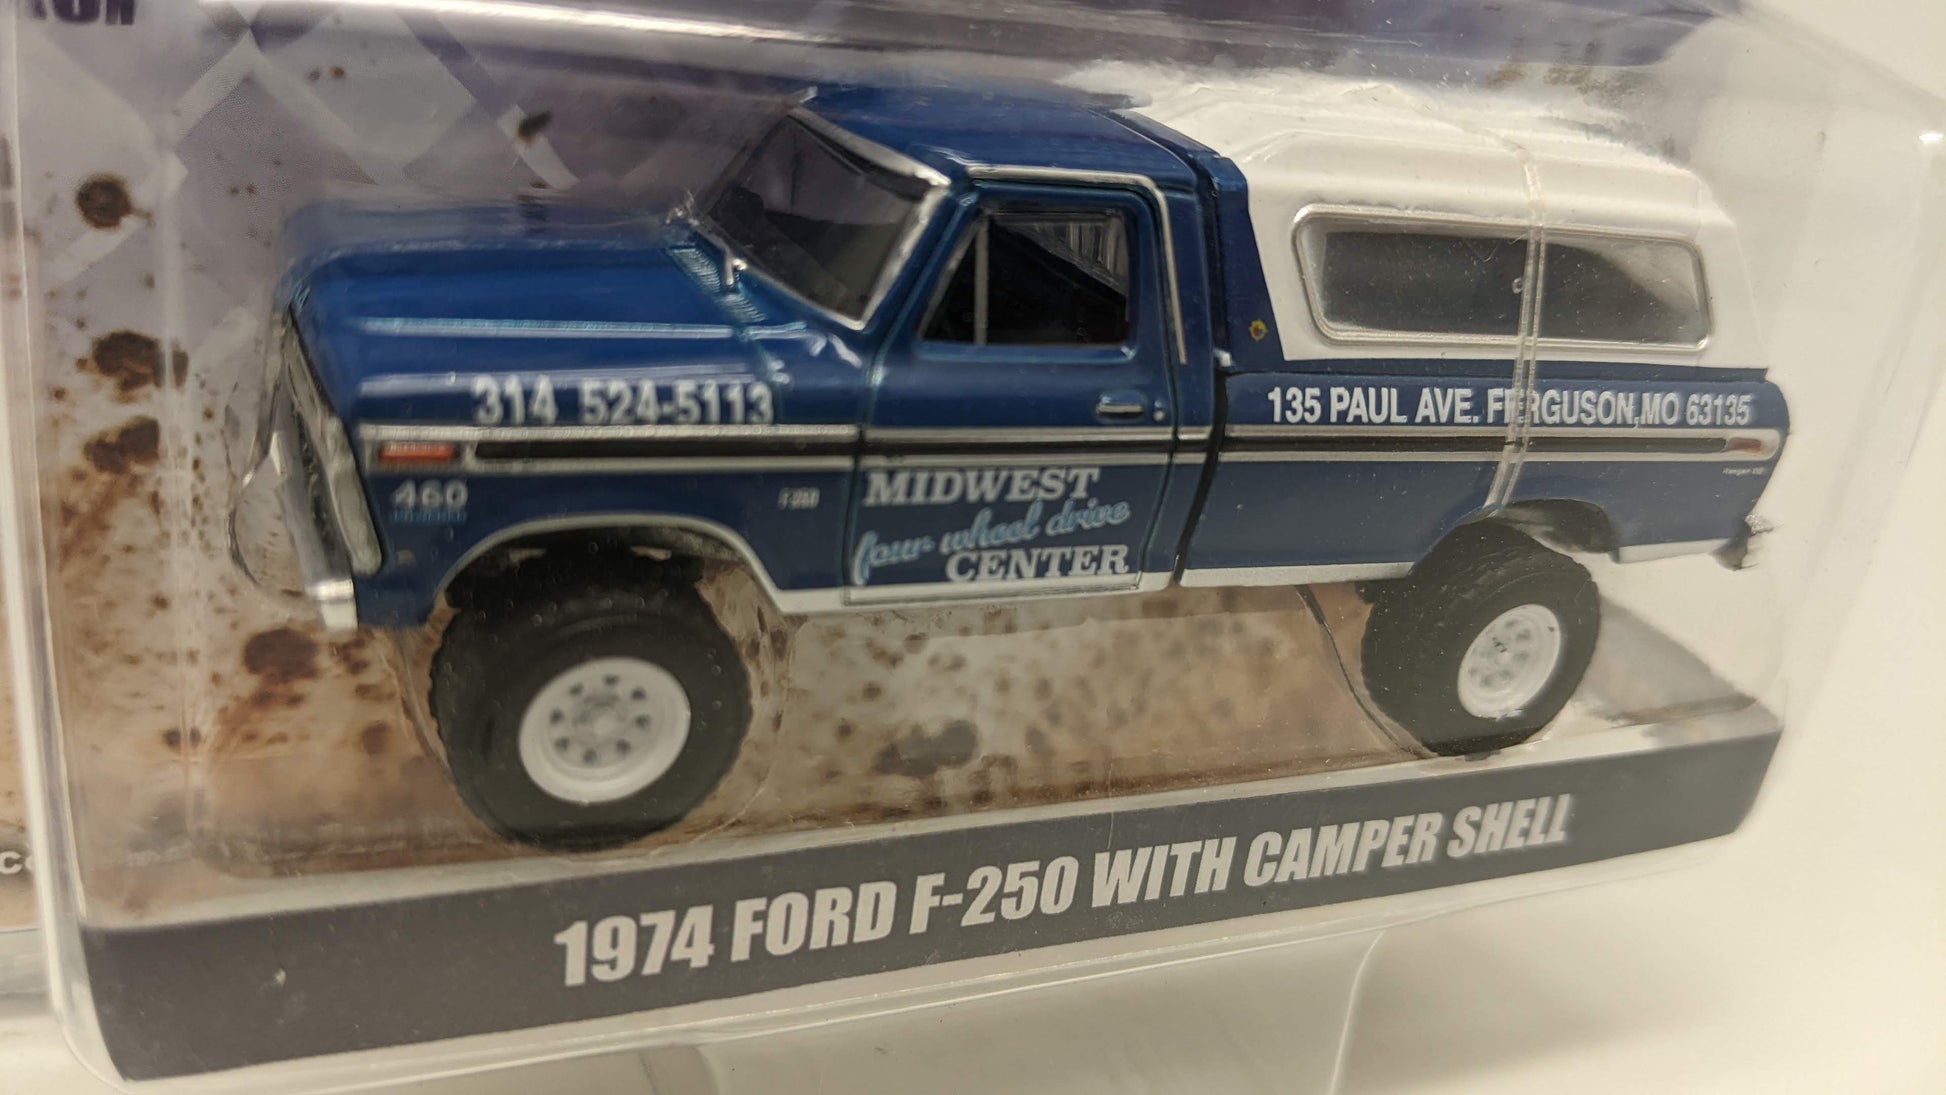 314 524-5113
135 PAUL AVE. FERGUSON,MO 63135
460
F-250
MIDWEST
four wheel drive
CENTER
1974 FORD F-250 WITH CAMPER SHELL